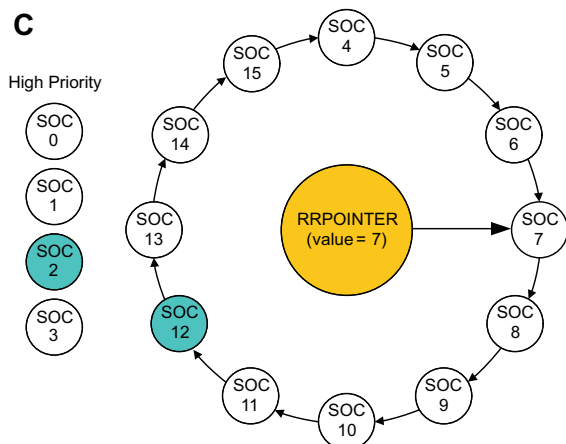 C
High Priority
SOC
0
SOC
1
SOC
2
SOC
3
SOC
4
SOC
5
SOC
6
SOC
7
SOC
8
SOC
9
SOC
10
SOC
11
SOC
12
SOC
13
SOC
14
SOC
15
RRPOINTER
(value = 7)